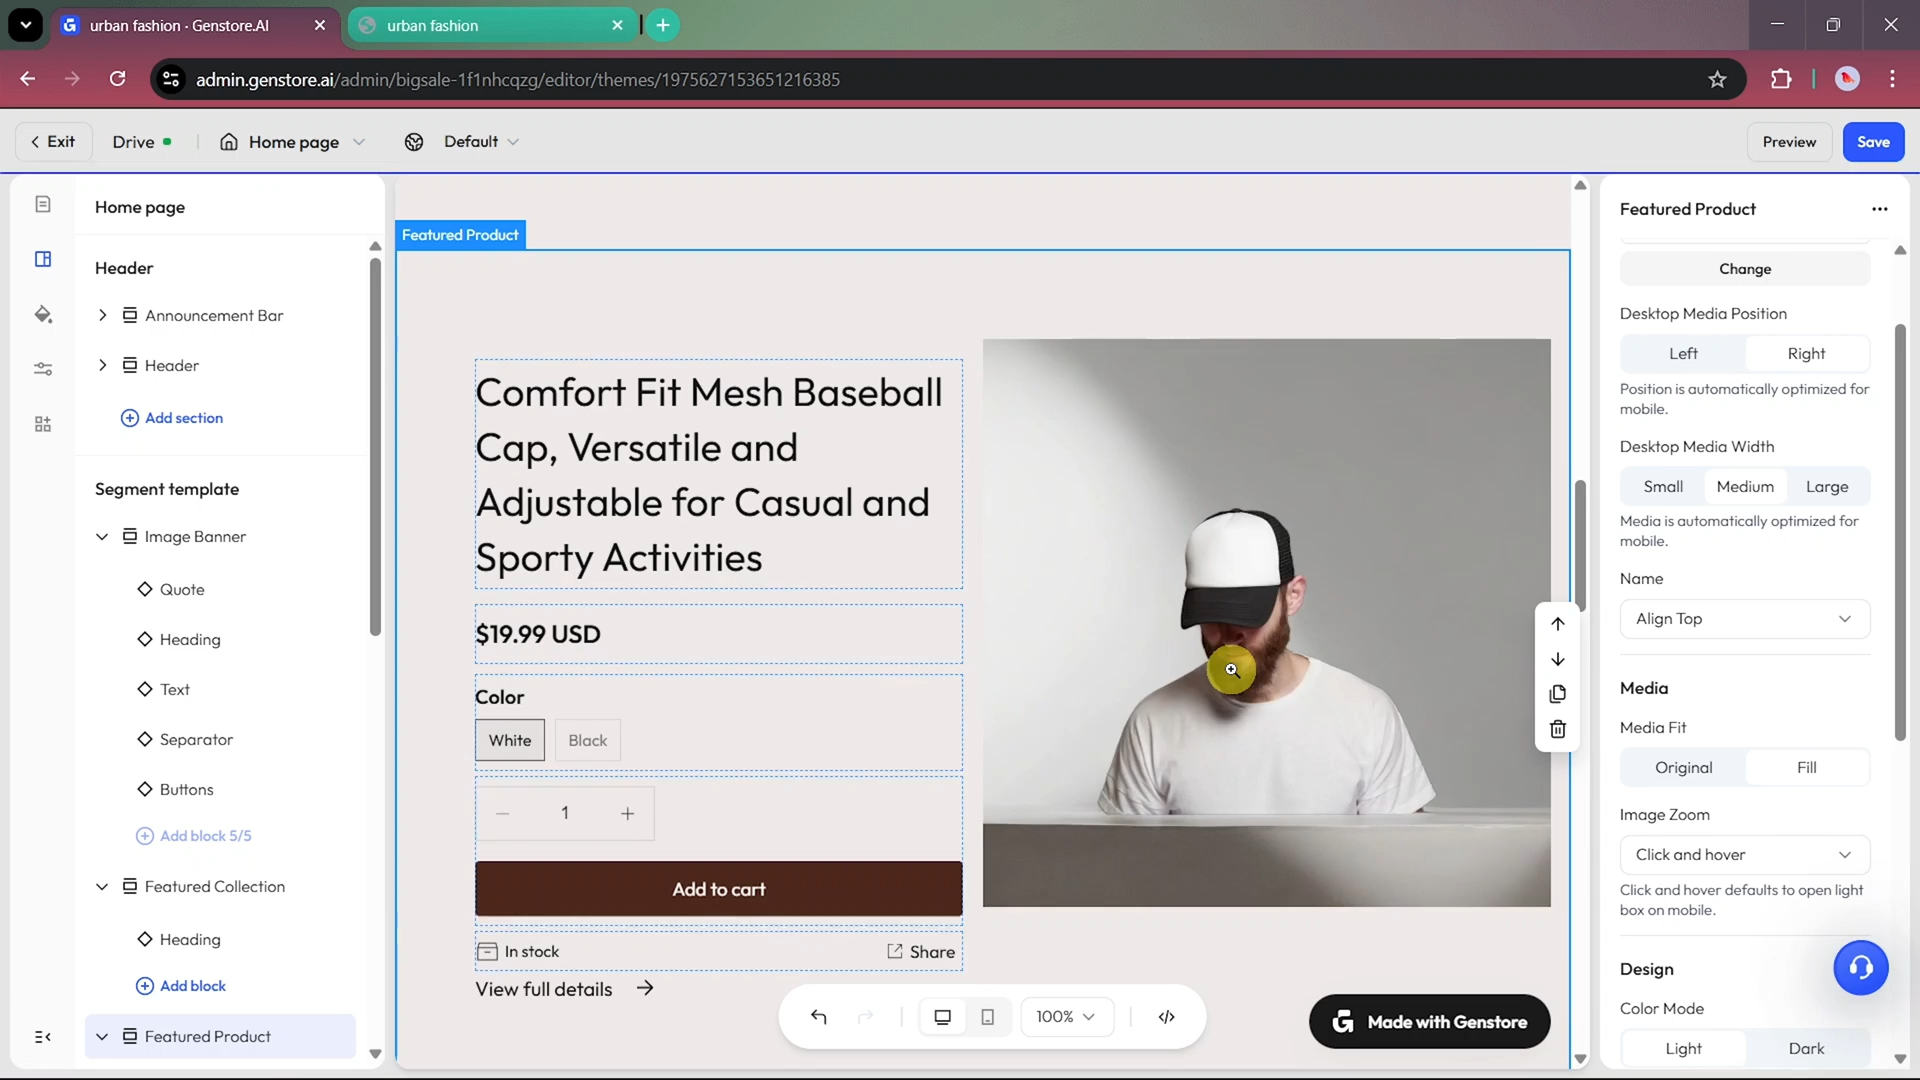 urban fashion · Genstore.AI
urban fashion
admin.genstore.ai/admin/bigsale-1f1nhcqzg/editor/themes/1975627153651216385
Exit
Drive
Home page
Default
Preview
Save
Home page
Header
Announcement Bar
Header
Add section
Segment template
Image Banner
Quote
Heading
Text
Separator
Buttons
Add block 5/5
Featured Collection
Heading
Add block
Featured Product
Featured Product
Comfort Fit Mesh Baseball
Cap, Versatile and
Adjustable for Casual and
Sporty Activities
$19.99 USD
Color
White
Black
1
Add to cart
In stock
Share
View full details
100%
Made with Genstore
Featured Product
Change
Desktop Media Position
Left
Right
Position is automatically optimized for
mobile.
Desktop Media Width
Small
Medium
Large
Media is automatically optimized for
mobile.
Name
Align Top
Media
Media Fit
Original
Fill
Image Zoom
Click and hover
Click and hover defaults to open light
box on mobile.
Design
Color Mode
Light
Dark